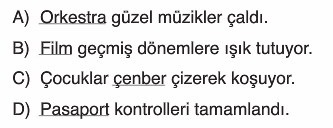 A) Orkestra güzel müzikler çaldı.
B) Film geçmiş dönemlere ışık tutuyor.
C) Çocuklar çenber çizerek koşuyor.
D) Pasaport kontrolleri tamamlandı.